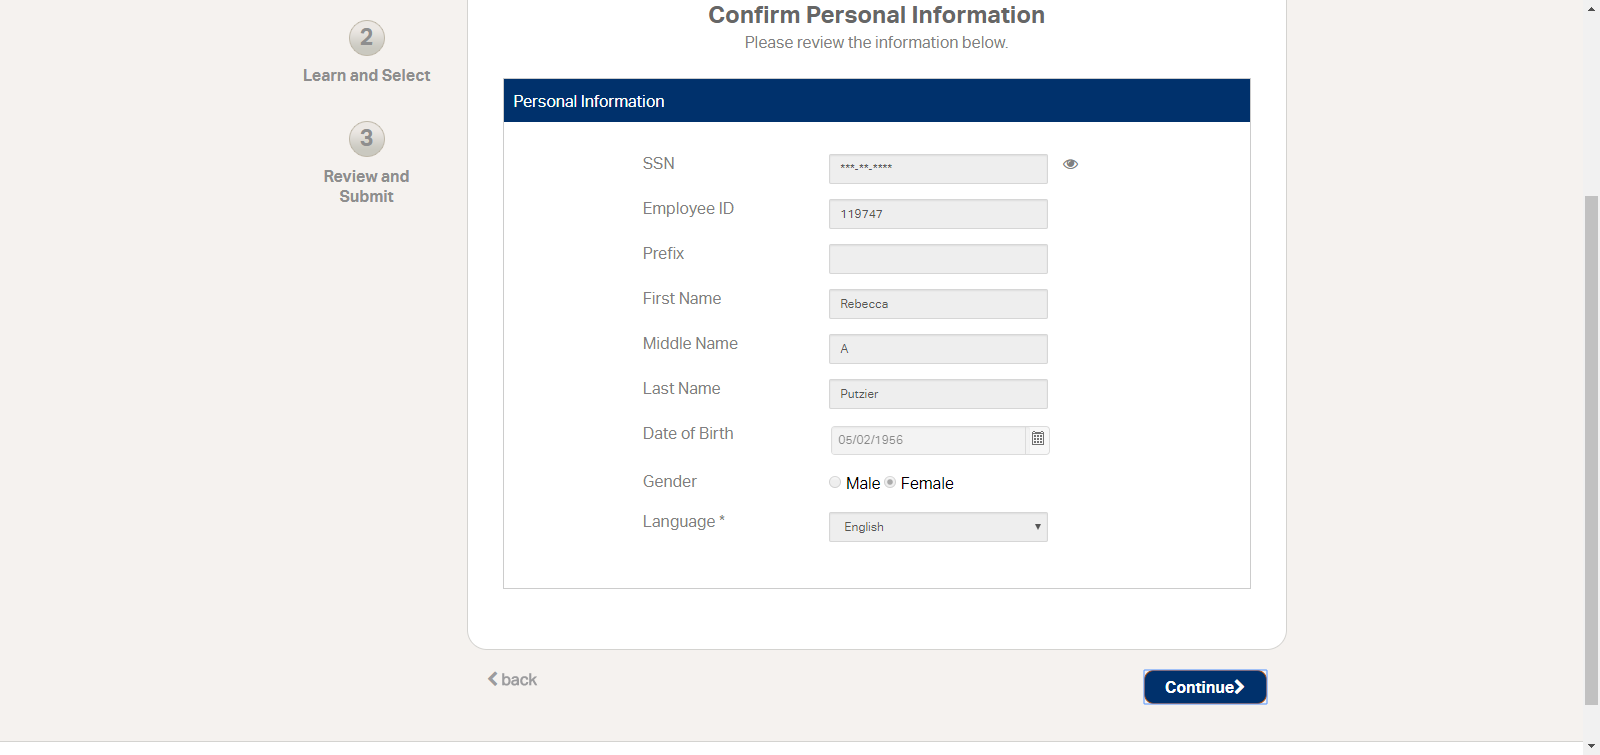 Confirm Personal Information
Please review the information below.
2
Learn and Select
3
Review and
Submit
Personal Information
SSN ***-**-****
Employee ID 119747
Prefix
First Name Rebecca
Middle Name A
Last Name Putzier
Date of Birth 05/02/1956
Gender Male Female
Language * English
back
Continue